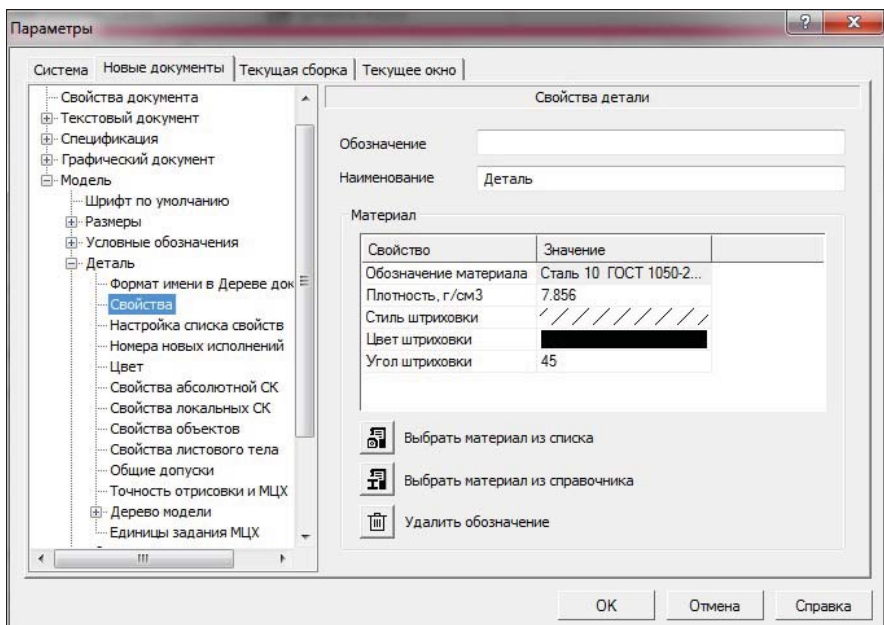 Параметры
Система Новые документы Текущая сборка Текущее окно
Свойства документа
Текстовый документ
Спецификация
Графический документ
Модель
Шрифт по умолчанию
Размеры
Условные обозначения
Деталь
Формат имени в Дереве док
Свойства
Настройка списка свойств
Номера новых исполнений
Цвет
Свойства абсолютной СК
Свойства локальных СК
Свойства объектов
Свойства листового тела
Общие допуски
Точность отрисовки и МЦХ
Дерево модели
Единицы задания МЦХ
Свойства детали
Обозначение
Наименование Деталь
Материал
Свойство Значение
Обозначение материала Сталь 10 ГОСТ 1050-2...
Плотность, г/см3 7.856
Стиль штриховки
Цвет штриховки
Угол штриховки 45
Выбрать материал из списка
Выбрать материал из справочника
Удалить обозначение
OK Отмена Справка